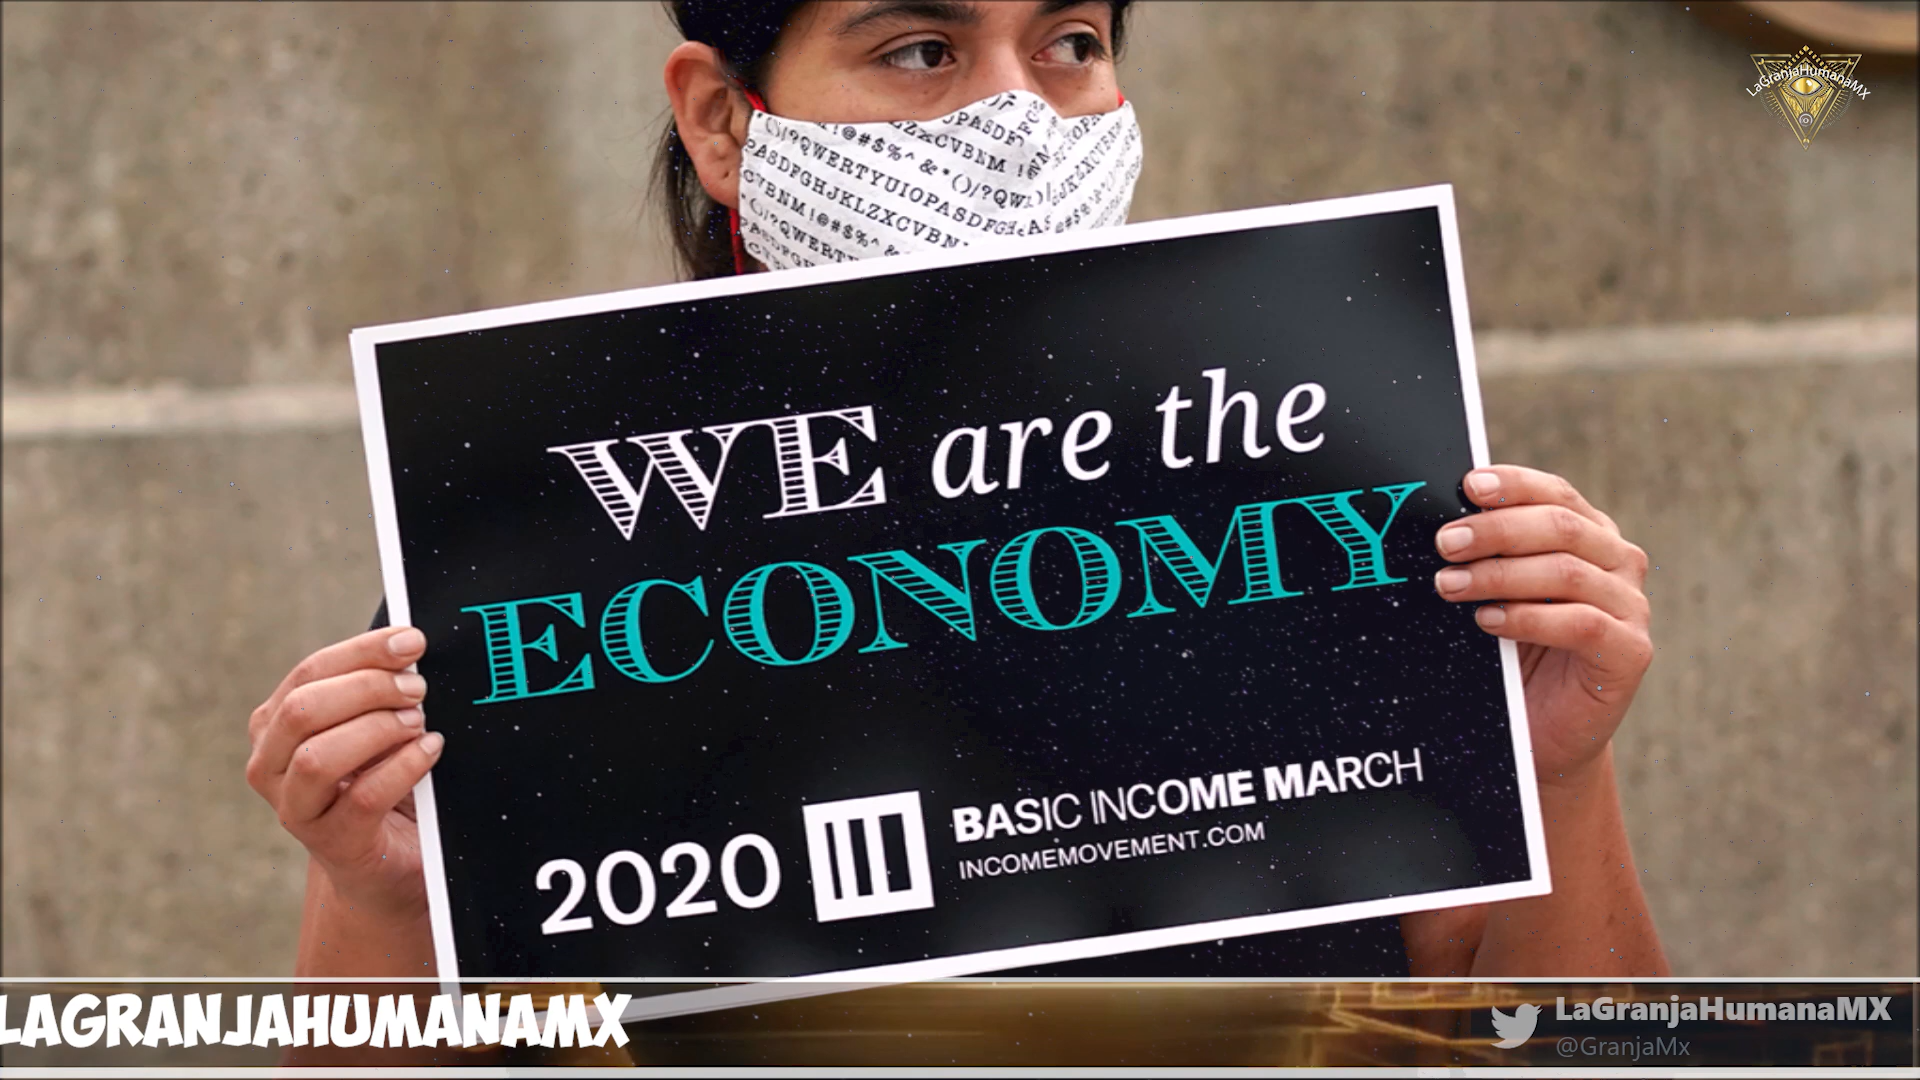 LaGranjaHumanaMX
WE are the
ECONOMY
2020
BASIC INCOME MARCH
INCOMEMOVEMENT.COM
LAGRANJAHUMANAMX
LaGranjaHumanaMX
@GranjaMx